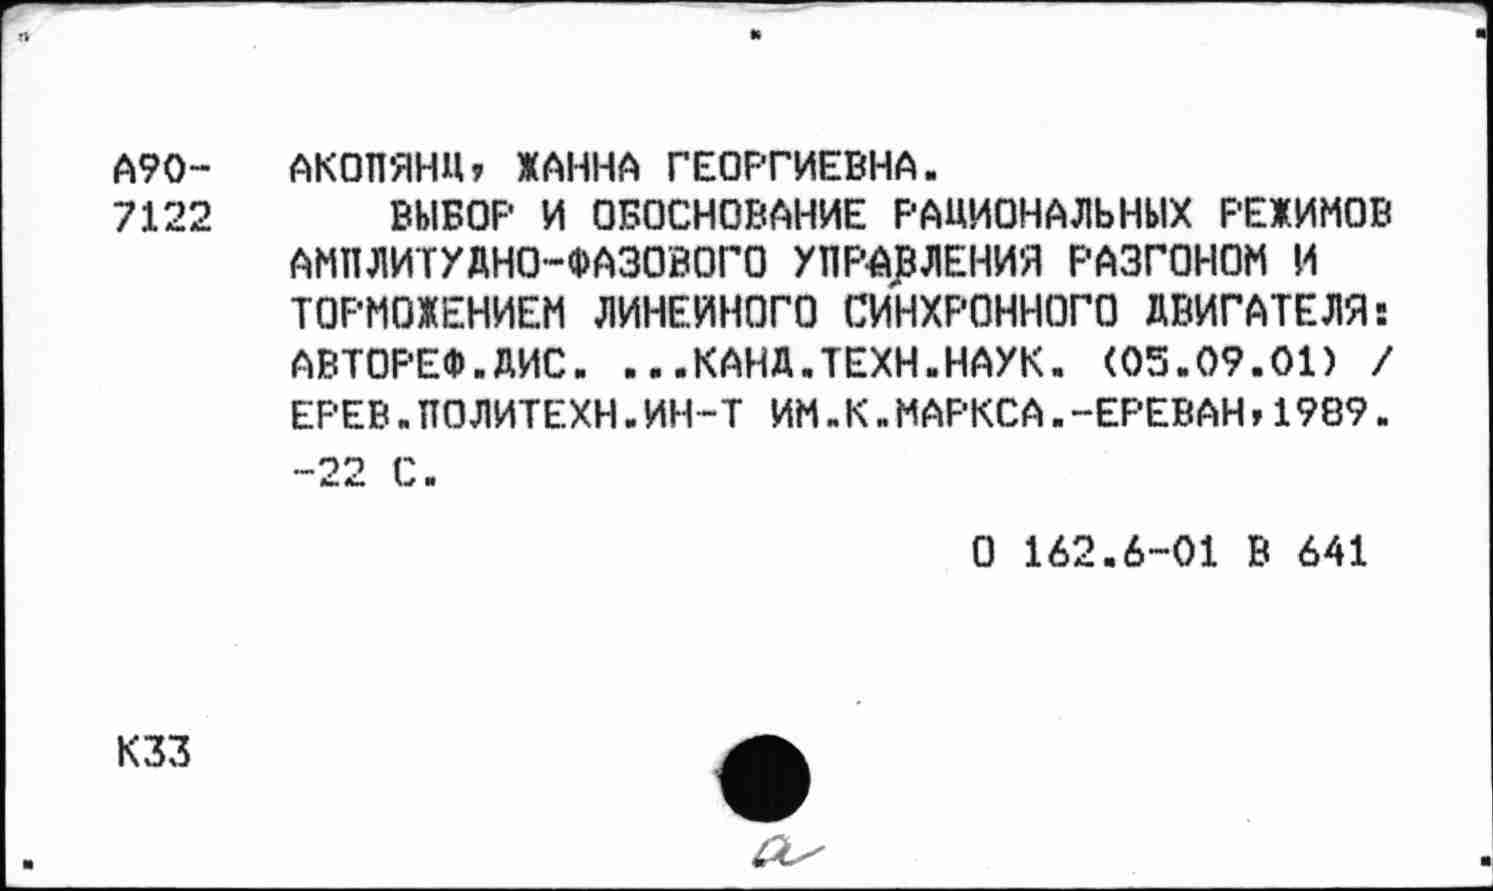 А90- АКОПЯНЦ, ЖАННА ГЕОРГИЕВНА.
7122 ВЫБОР И ОБОСНОВАНИЕ РАЦИОНАЛЬНЫХ РЕЖИМОВ
АМПЛИТУДНО-ФАЗОВОГО УПРАВЛЕНИЯ РАЗГОНОМ И
ТОРМОЖЕНИЕМ ЛИНЕЙНОГО СИНХРОННОГО ДВИГАТЕЛЯ:
АВТОРЕФ.ДИС. ...КАНД.ТЕХН.НАУК. (05.09.01) /
ЕРЕВ.ПОЛИТЕХН.ИН-Т ИМ.К.МАРКСА.-ЕРЕВАН,1989.
-22 С.
О 162.6-01 В 641
К33
а